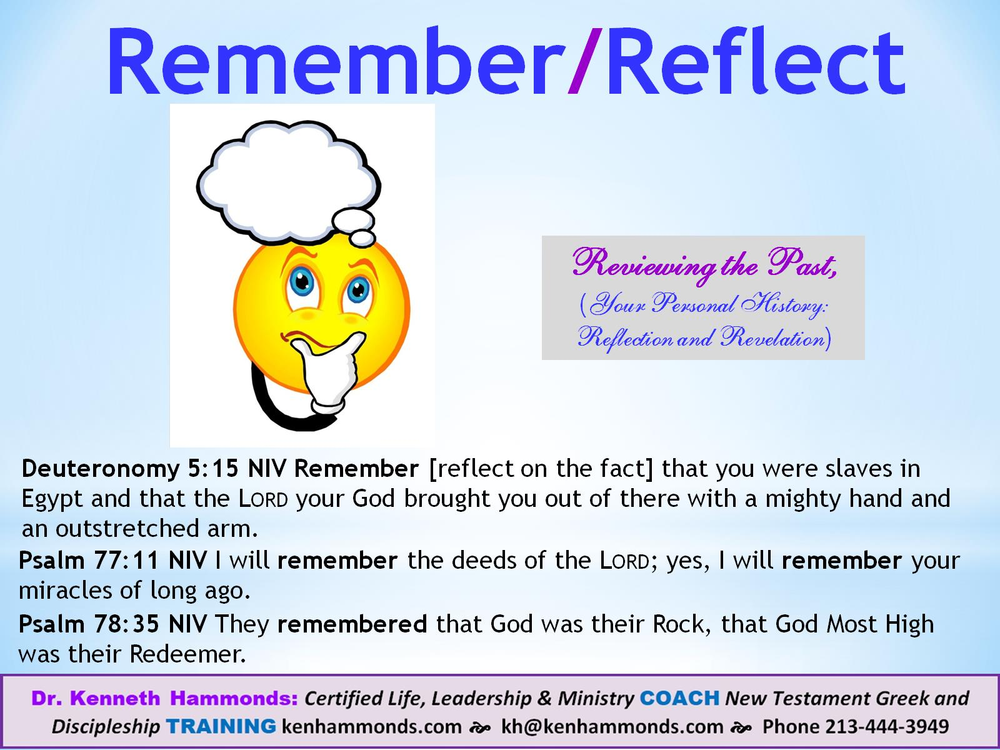 Remember/Reflect
Reviewing the Past,
(Your Personal History:
Reflection and Revelation)
Deuteronomy 5:15 NIV Remember [reflect on the fact] that you were slaves in
Egypt and that the LORD your God brought you out of there with a mighty hand and
an outstretched arm.
Psalm 77:11 NIV I will remember the deeds of the LORD; yes, I will remember your
miracles of long ago.
Psalm 78:35 NIV They remembered that God was their Rock, that God Most High
was their Redeemer.
Dr. Kenneth Hammonds: Certified Life, Leadership & Ministry COACH New Testament Greek and
Discipleship TRAINING kenhammonds.com kh@kenhammonds.com Phone 213-444-3949